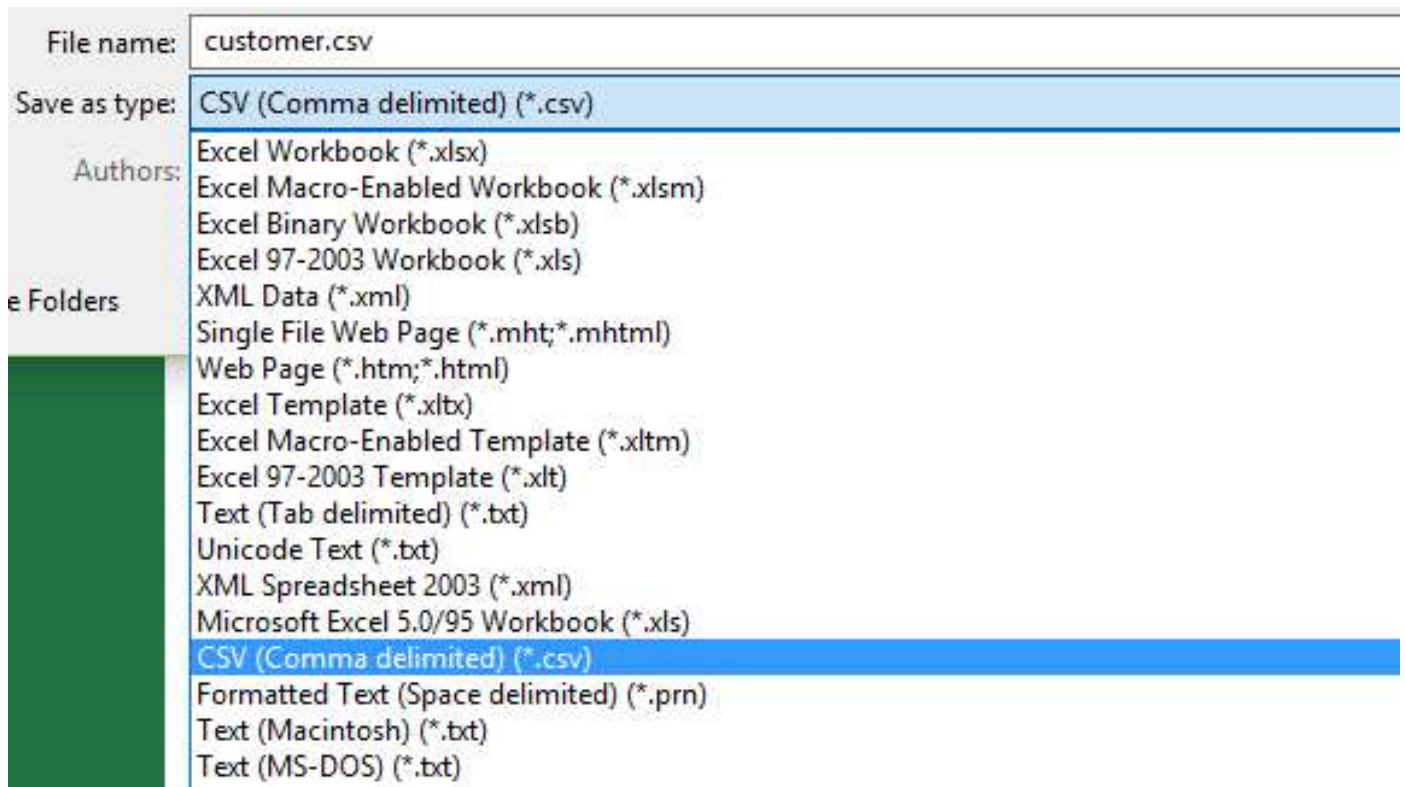 File name: customer.csv
Save as type: CSV (Comma delimited) (*.csv)
Authors:
Excel Workbook (*.xlsx)
Excel Macro-Enabled Workbook (*.xlsm)
Excel Binary Workbook (*.xlsb)
Excel 97-2003 Workbook (*.xls)
e Folders
XML Data (*.xml)
Single File Web Page (*.mht;*.mhtml)
Web Page (*.htm;*.html)
Excel Template (*.xltx)
Excel Macro-Enabled Template (*.xltm)
Excel 97-2003 Template (*.xlt)
Text (Tab delimited) (*.txt)
Unicode Text (*.txt)
XML Spreadsheet 2003 (*.xml)
Microsoft Excel 5.0/95 Workbook (*.xls)
CSV (Comma delimited) (*.csv)
Formatted Text (Space delimited) (*.prn)
Text (Macintosh) (*.txt)
Text (MS-DOS) (*.txt)